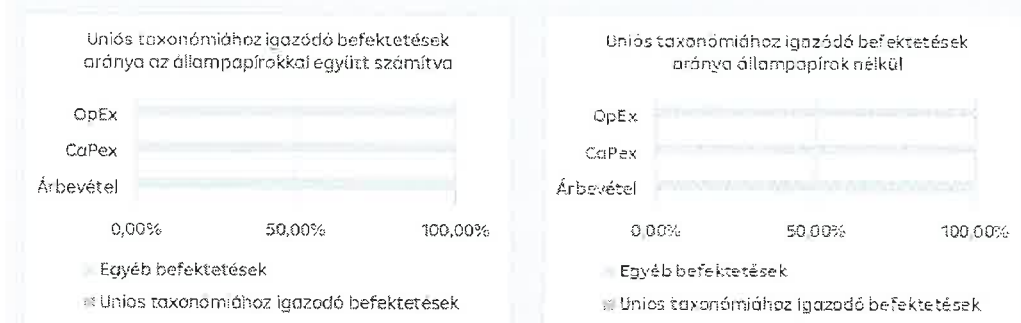 Uniós taxonómiához igazódó befektetések
aránya az állampapírokkal együtt számítva
OpEx
CaPex
Árbevétel
0,00% 50,00% 100,00%
Egyéb befektetések
Uniós taxonómiához igazodó befektetések
Uniós taxonómiához igazódó befektetések
aránya állampapírok nélkül
OpEx
CaPex
Árbevétel
0,00% 50,00% 100,00%
Egyéb befektetések
Uniós taxonómiához igazodó befektetések